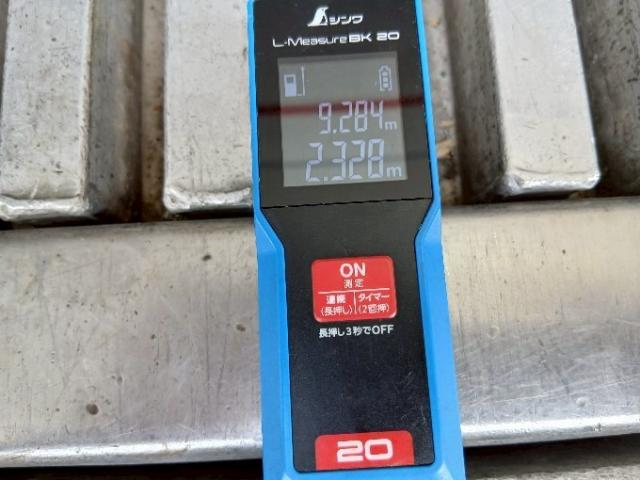 シンワ
L-Measure BK 20
9.284m
2.328m
ON
測定
連続 タイマー
(長押し) (2回押)
長押し3秒でOFF
20